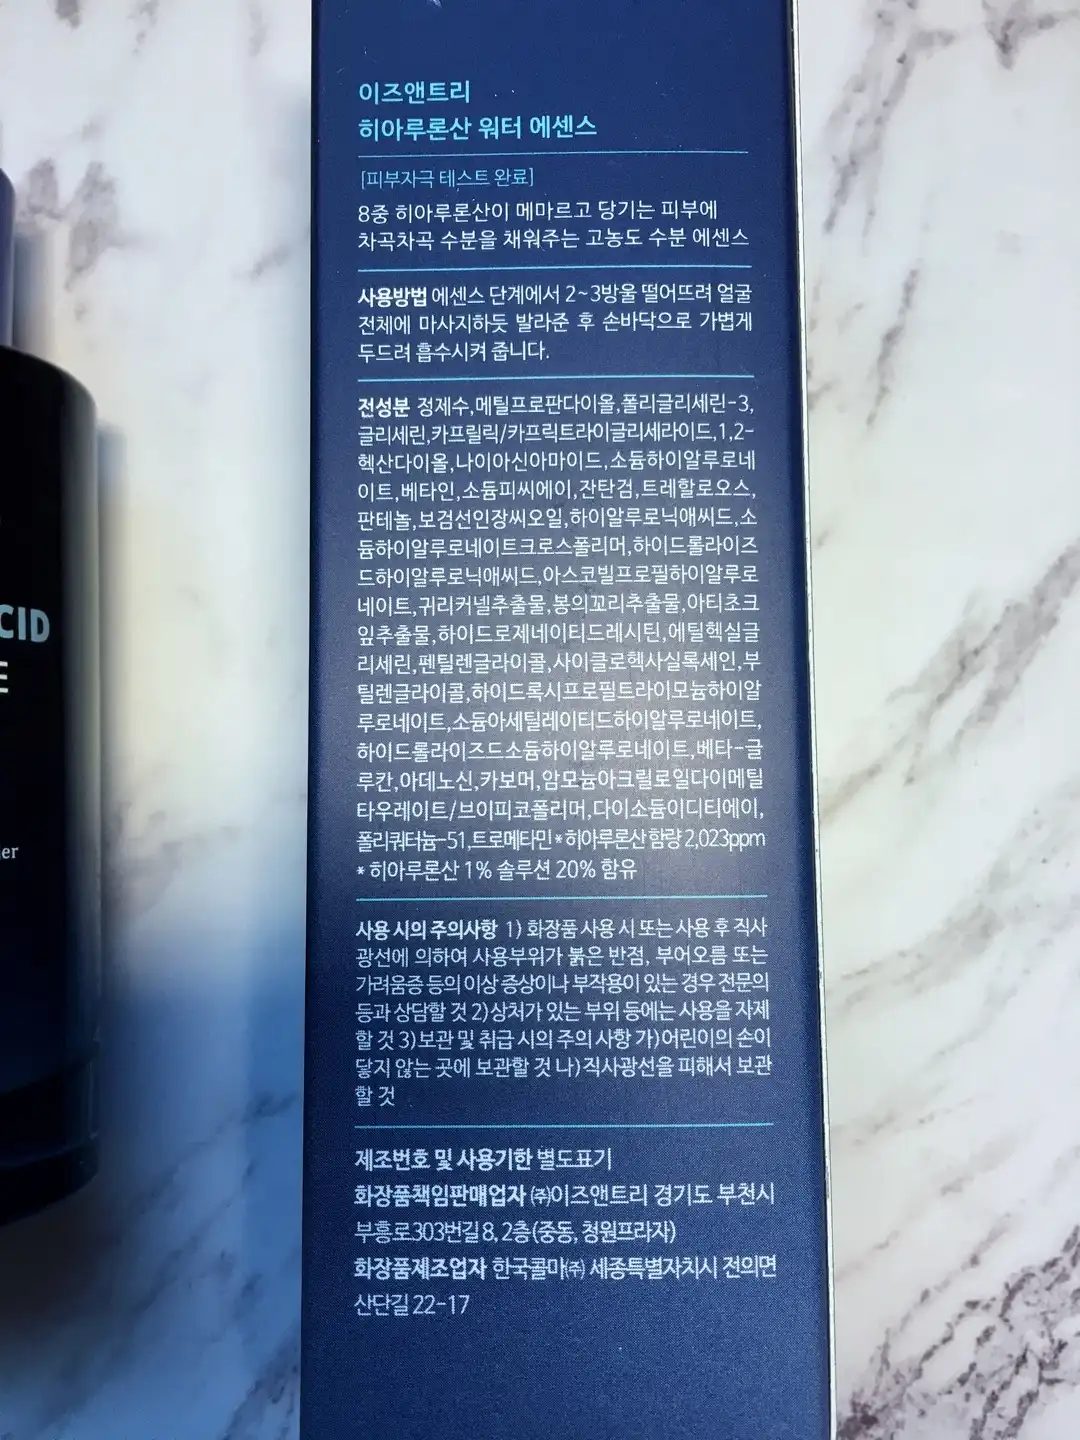 이즈앤트리
히아루론산 워터 에센스
[피부자극 테스트 완료]
8중 히아루론산이 메마르고 당기는 피부에
차곡차곡 수분을 채워주는 고농도 수분 에센스
사용방법 에센스 단계에서 2~3방울 떨어뜨려 얼굴
전체에 마사지하듯 발라준 후 손바닥으로 가볍게
두드려 흡수시켜 줍니다.
전성분 정제수,메틸프로판다이올,폴리글리세린-3,
글리세린,카프릴릭/카프릭트라이글리세라이드,1,2-
헥산다이올,나이아신아마이드,소듐하이알루로네
이트,베타인,소듐피씨에이,잔탄검,트레할로오스,
판테놀,보검선인장씨오일,하이알루로닉애씨드,소
듐하이알루로네이트크로스폴리머,하이드롤라이즈
드하이알루로닉애씨드,아스코빌프로필하이알루로
네이트,귀리커넬추출물,봉의꼬리추출물,아티초크
잎추출물,하이드로제네이티드레시틴,에틸헥실글
리세린,펜틸렌글라이콜,사이클로헥사실록세인,부
틸렌글라이콜,하이드록시프로필트라이모늄하이알
루로네이트,소듐아세틸레이티드하이알루로네이트,
하이드롤라이즈드소듐하이알루로네이트,베타-글
루칸,아데노신,카보머,암모늄아크릴로일다이메틸
타우레이트/브이피코폴리머,다이소듐이디티에이,
폴리쿼터늄-51,트로메타민 *히아루론산 함량 2,023ppm
* 히아루론산 1% 솔루션 20% 함유
사용 시의 주의사항 1) 화장품 사용 시 또는 사용 후 직사
광선에 의하여 사용부위가 붉은 반점, 부어오름 또는
가려움증 등의 이상 증상이나 부작용이 있는 경우 전문의
등과 상담할 것 2)상처가 있는 부위 등에는 사용을 자제
할 것 3)보관 및 취급 시의 주의 사항 가)어린이의 손이
닿지 않는 곳에 보관할 것 나)직사광선을 피해서 보관
할 것
제조번호 및 사용기한 별도표기
화장품책임판매업자 ㈜이즈앤트리 경기도 부천시
부흥로303번길 8, 2층(중동, 청원프라자)
화장품제조업자 한국콜마㈜ 세종특별자치시 전의면
산단길 22-17
CID
E
er